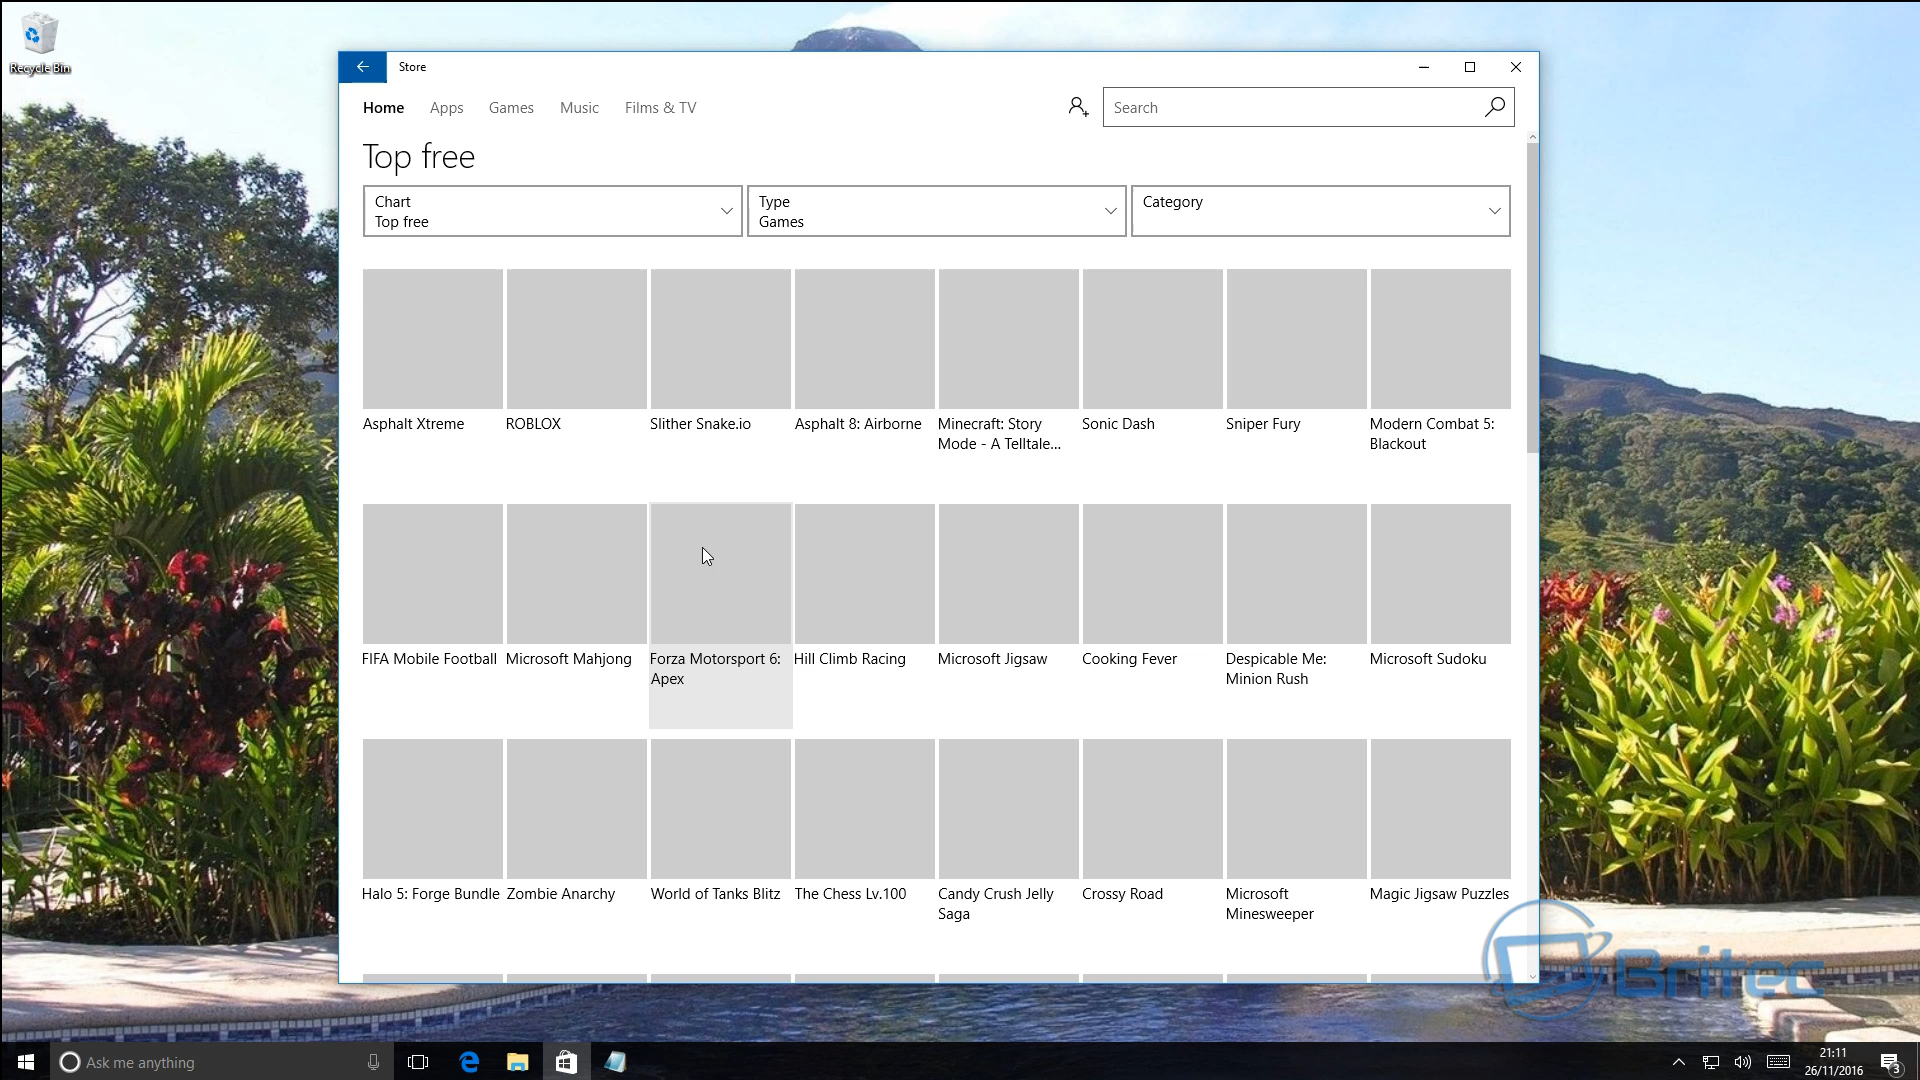 Recycle Bin
Store
Home Apps Games Music Films & TV
Search
Top free
Chart
Top free
Type
Games
Category
Asphalt Xtreme
ROBLOX
Slither Snake.io
Asphalt 8: Airborne
Minecraft: Story
Mode - A Telltale...
Sonic Dash
Sniper Fury
Modern Combat 5:
Blackout
FIFA Mobile Football
Microsoft Mahjong
Forza Motorsport 6:
Apex
Hill Climb Racing
Microsoft Jigsaw
Cooking Fever
Despicable Me:
Minion Rush
Microsoft Sudoku
Halo 5: Forge Bundle
Zombie Anarchy
World of Tanks Blitz
The Chess Lv.100
Candy Crush Jelly
Saga
Crossy Road
Microsoft
Minesweeper
Magic Jigsaw Puzzles
Britec
Ask me anything
21:11
26/11/2016
3